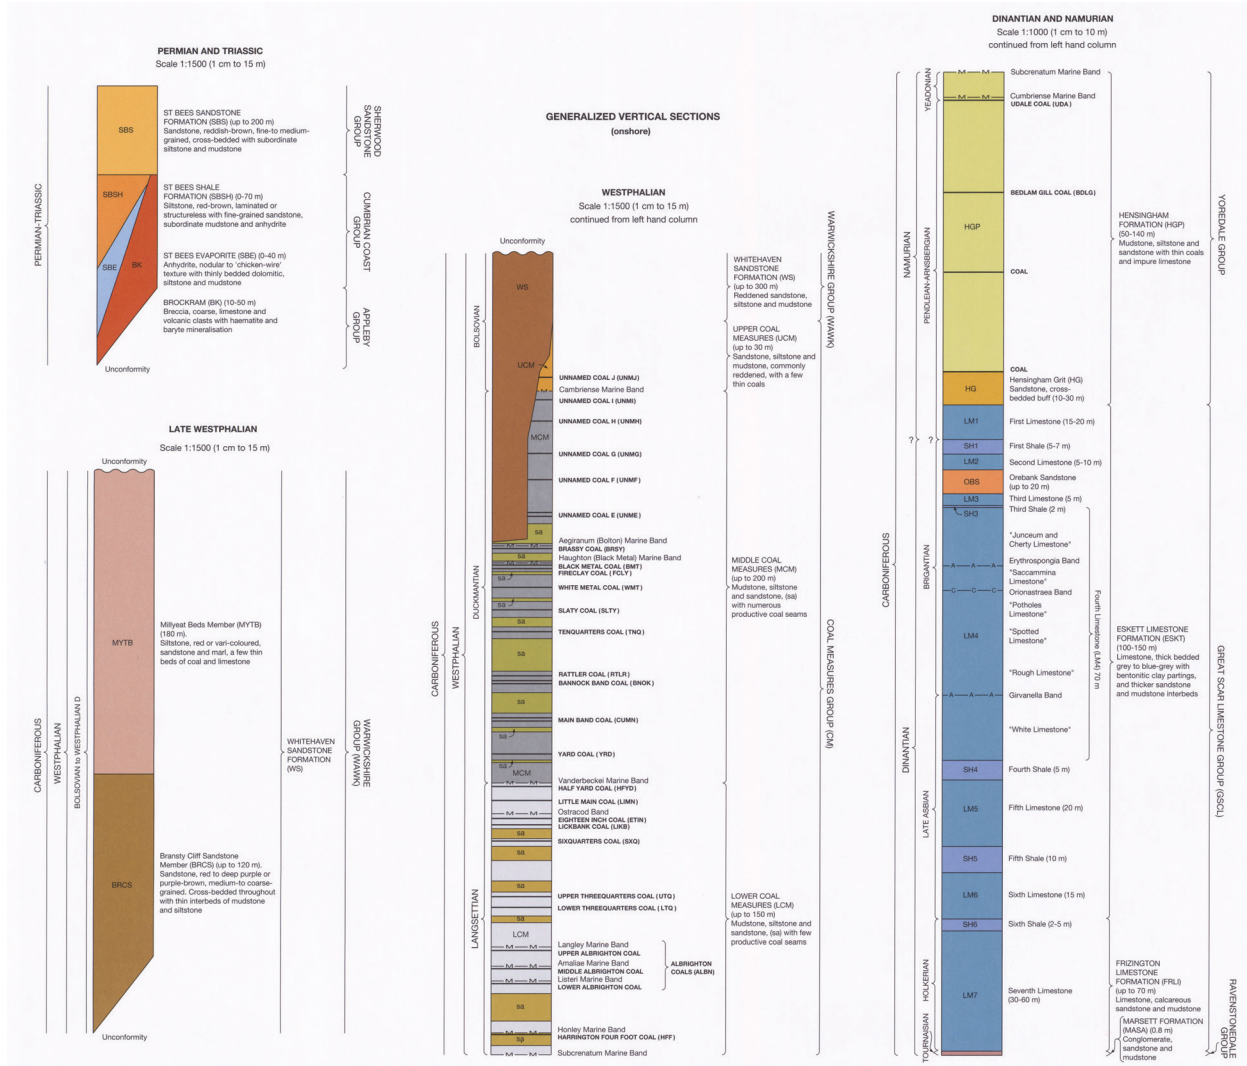 PERMIAN AND TRIASSIC
Scale 1:1500 (1 cm to 15 m)
PERMIAN-TRIASSIC
SBS
SBSH
SBE
BK
ST BEES SANDSTONE
FORMATION (SBS) (up to 200 m)
Sandstone, reddish-brown, fine-to medium-
grained, cross-bedded with subordinate
siltstone and mudstone
ST BEES SHALE
FORMATION (SBSH) (0-70 m)
Siltstone, red-brown, laminated or
structureless with fine-grained sandstone,
subordinate mudstone and anhydrite
ST BEES EVAPORITE (SBE) (0-40 m)
Anhydrite, nodular to 'chicken-wire'
texture with thinly bedded dolomitic,
siltstone and mudstone
BROCKRAM (BK) (10-50 m)
Breccia, coarse, limestone and
volcanic clasts with haematite and
baryte mineralisation
Unconformity
SHERWOOD
SANDSTONE
GROUP
CUMBRIAN COAST
GROUP
APPLEBY
GROUP
LATE WESTPHALIAN
Scale 1:1500 (1 cm to 15 m)
Unconformity
CARBONIFEROUS
WESTPHALIAN
BOLSOVIAN to WESTPHALIAN D
MYTB
Millyeat Beds Member (MYTB)
(180 m).
Siltstone, red or vari-coloured,
sandstone and marl, a few thin
beds of coal and limestone
BRCS
Bransty Cliff Sandstone
Member (BRCS) (up to 120 m).
Sandstone, red to deep purple or
purple-brown, medium-to coarse-
grained. Cross-bedded throughout
with thin interbeds of mudstone
and siltstone
Unconformity
WHITEHAVEN
SANDSTONE
FORMATION
(WS)
WARWICKSHIRE
GROUP (WAWK)
GENERALIZED VERTICAL SECTIONS
(onshore)
WESTPHALIAN
Scale 1:1500 (1 cm to 15 m)
continued from left hand column
Unconformity
CARBONIFEROUS
WESTPHALIAN
BOLSOVIAN
DUCKMANTIAN
LANGSETTIAN
WS
UCM
UNNAMED COAL J (UNMJ)
M M Cambriense Marine Band
UNNAMED COAL I (UNMI)
UNNAMED COAL H (UNMH)
MCM
UNNAMED COAL G (UNMG)
UNNAMED COAL F (UNMF)
UNNAMED COAL E (UNME)
sa
Aegiranum (Bolton) Marine Band
M M
BRASSY COAL (BRSY)
sa
Haughton (Black Metal) Marine Band
M M
BLACK METAL COAL (BMT)
FIRECLAY COAL (FCLY)
sa
WHITE METAL COAL (WMT)
sa
SLATY COAL (SLTY)
sa
TENQUARTERS COAL (TNQ)
sa
RATTLER COAL (RTLR)
BANNOCK BAND COAL (BNOK)
sa
MAIN BAND COAL (CUMN)
sa
YARD COAL (YRD)
sa
MCM
M M Vanderbeckei Marine Band
HALF YARD COAL (HFYD)
LITTLE MAIN COAL (LIMN)
M M Ostracod Band
EIGHTEEN INCH COAL (ETIN)
LICKBANK COAL (LIKB)
sa
SIXQUARTERS COAL (SXQ)
sa
sa
UPPER THREEQUARTERS COAL (UTQ)
LOWER THREEQUARTERS COAL (LTQ)
sa
LCM
M M Langley Marine Band
UPPER ALBRIGHTON COAL
M M Amaliae Marine Band
MIDDLE ALBRIGHTON COAL
M M Listeri Marine Band
LOWER ALBRIGHTON COAL
ALBRIGHTON
COALS (ALBN)
sa
M M Honley Marine Band
sa
HARRINGTON FOUR FOOT COAL (HFF)
M M Subcrenatum Marine Band
WHITEHAVEN
SANDSTONE
FORMATION (WS)
(up to 300 m)
Reddened sandstone,
siltstone and mudstone
UPPER COAL
MEASURES (UCM)
(up to 30 m)
Sandstone, siltstone and
mudstone, commonly
reddened, with a few
thin coals
MIDDLE COAL
MEASURES (MCM)
(up to 200 m)
Mudstone, siltstone
and sandstone, (sa)
with numerous
productive coal seams
LOWER COAL
MEASURES (LCM)
(up to 150 m)
Mudstone, siltstone and
sandstone, (sa) with few
productive coal seams
WARWICKSHIRE GROUP (WAWK)
COAL MEASURES GROUP (CM)
DINANTIAN AND NAMURIAN
Scale 1:1000 (1 cm to 10 m)
continued from left hand column
CARBONIFEROUS
NAMURIAN
DINANTIAN
YEADONIAN
PENDLEIAN-ARNSBERGIAN
? ?
BRIGANTIAN
LATE ASBIAN
HOLKERIAN
TOURNAISIAN
M M Subcrenatum Marine Band
M M Cumbriense Marine Band
UDALE COAL (UDA)
BEDLAM GILL COAL (BDLG)
HGP
COAL
COAL
HG
Hensingham Grit (HG)
Sandstone, cross-
bedded buff (10-30 m)
LM1 First Limestone (15-20 m)
SH1 First Shale (5-7 m)
LM2 Second Limestone (5-10 m)
OBS
Orebank Sandstone
(up to 20 m)
LM3 Third Limestone (5 m)
SH3 Third Shale (2 m)
"Junceum and
Cherty Limestone"
A A A Erythrospongia Band
"Saccammina
Limestone"
C C Orionastraea Band
"Potholes
Limestone"
LM4
"Spotted
Limestone"
"Rough Limestone"
A A A Girvanella Band
"White Limestone"
Fourth Limestone (LM4) 70 m
SH4 Fourth Shale (5 m)
LM5 Fifth Limestone (20 m)
SH5 Fifth Shale (10 m)
LM6 Sixth Limestone (15 m)
SH6 Sixth Shale (2-5 m)
LM7
Seventh Limestone
(30-60 m)
HENSINGHAM
FORMATION (HGP)
(50-140 m)
Mudstone, siltstone and
sandstone with thin coals
and impure limestone
ESKETT LIMESTONE
FORMATION (ESKT)
(100-150 m)
Limestone, thick bedded
grey to blue-grey with
bentonitic clay partings,
and thicker sandstone
and mudstone interbeds
FRIZINGTON
LIMESTONE
FORMATION (FRLI)
(up to 70 m)
Limestone, calcareous
sandstone and mudstone
MARSETT FORMATION
(MASA) (0.8 m)
Conglomerate,
sandstone and
mudstone
YOREDALE GROUP
GREAT SCAR LIMESTONE GROUP (GSCL)
RAVENSTONEDALE
GROUP